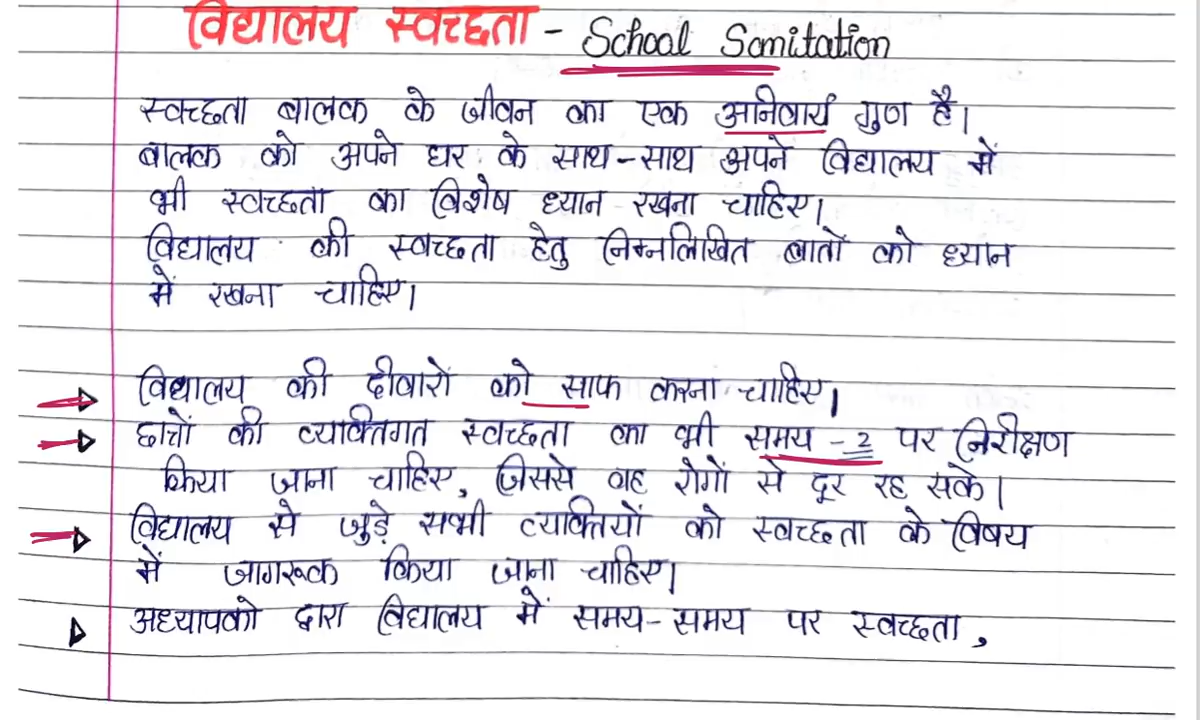 विद्यालय स्वच्छता - School Samitation
स्वच्छता बालक के जीवन का एक अनिवार्य गुण है।
बालक को अपने घर के साथ-साथ अपने विद्यालय में
भी स्वच्छता का विशेष ध्यान रखना चाहिए।
विद्यालय की स्वच्छता हेतु निम्नलिखित बातों को ध्यान
में रखना चाहिए।
विद्यालय की दीवारों को साफ करना चाहिए।
छात्रों की व्यक्तिगत स्वच्छता का भी समय-2 पर निरीक्षण
किया जाना चाहिए, जिससे वह रोगों से दूर रह सके।
विद्यालय से जुड़े सभी व्यक्तियों को स्वच्छता के विषय
में जागरूक किया जाना चाहिए।
अध्यापको द्वारा विद्यालय में समय-समय पर स्वच्छता,